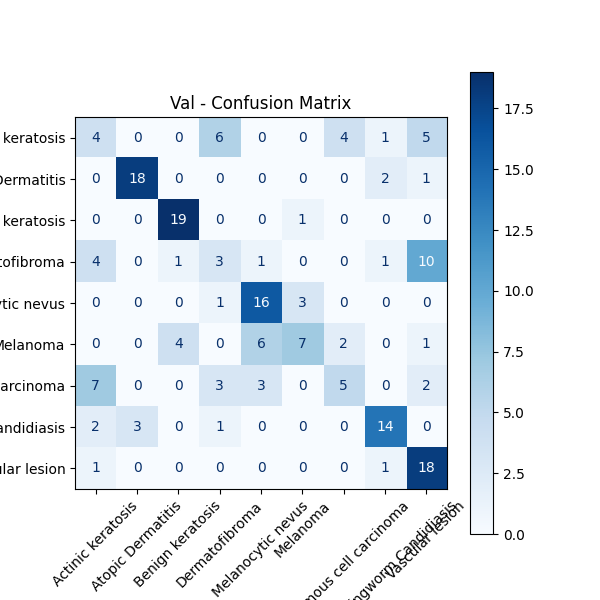 Val - Confusion Matrix
keratosis 4 0 0 6 0 0 4 1 5
Dermatitis 0 18 0 0 0 0 0 2 1
keratosis 0 0 19 0 0 1 0 0 0
tofibroma 4 0 1 3 1 0 0 1 10
ytic nevus 0 0 0 1 16 3 0 0 0
Melanoma 0 0 4 0 6 7 2 0 1
arcinoma 7 0 0 3 3 0 5 0 2
andidiasis 2 3 0 1 0 0 0 14 0
ular lesion 1 0 0 0 0 0 0 1 18
Actinic keratosis
Atopic Dermatitis
Benign keratosis
Dermatofibroma
Melanocytic nevus
Melanoma
mous cell carcinoma
ngworm Candidiasis
Vascular lesion
17.5
15.0
12.5
10.0
7.5
5.0
2.5
0.0